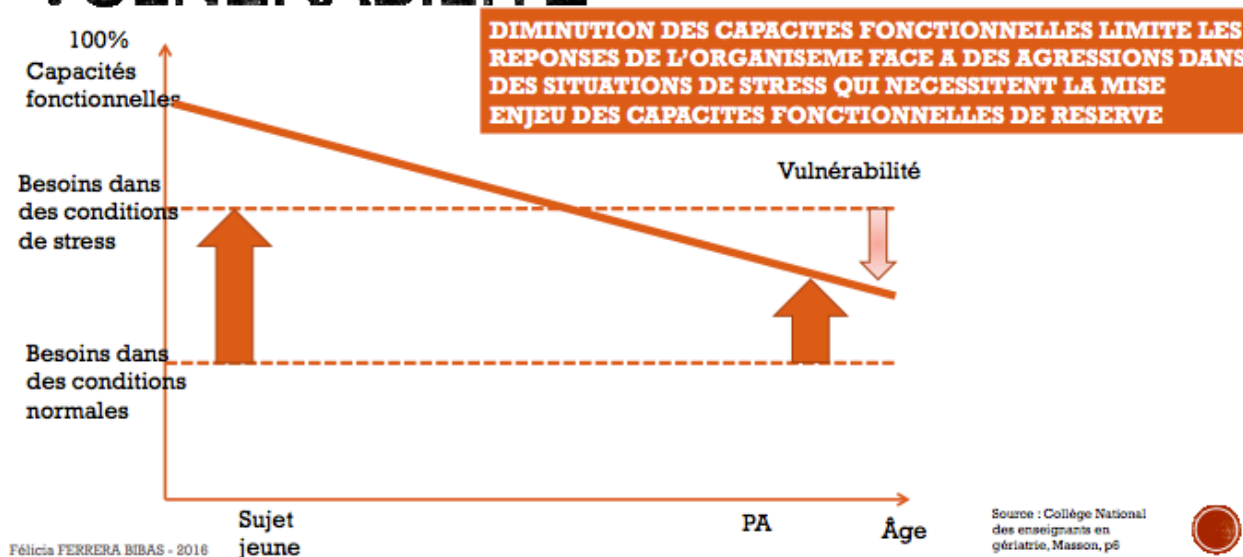 DIMINUTION DES CAPACITES FONCTIONNELLES LIMITE LES
REPONSES DE L'ORGANISEME FACE A DES AGRESSIONS DANS
DES SITUATIONS DE STRESS QUI NECESSITENT LA MISE
ENJEU DES CAPACITES FONCTIONNELLES DE RESERVE
100%
Capacités
fonctionnelles
Vulnérabilité
Besoins dans
des conditions
de stress
Besoins dans
des conditions
normales
Sujet
jeune
PA
Âge
Source : Collège National
des enseignants en
gériatrie, Masson, p6
Félicia FERRERA BIBAS - 2016